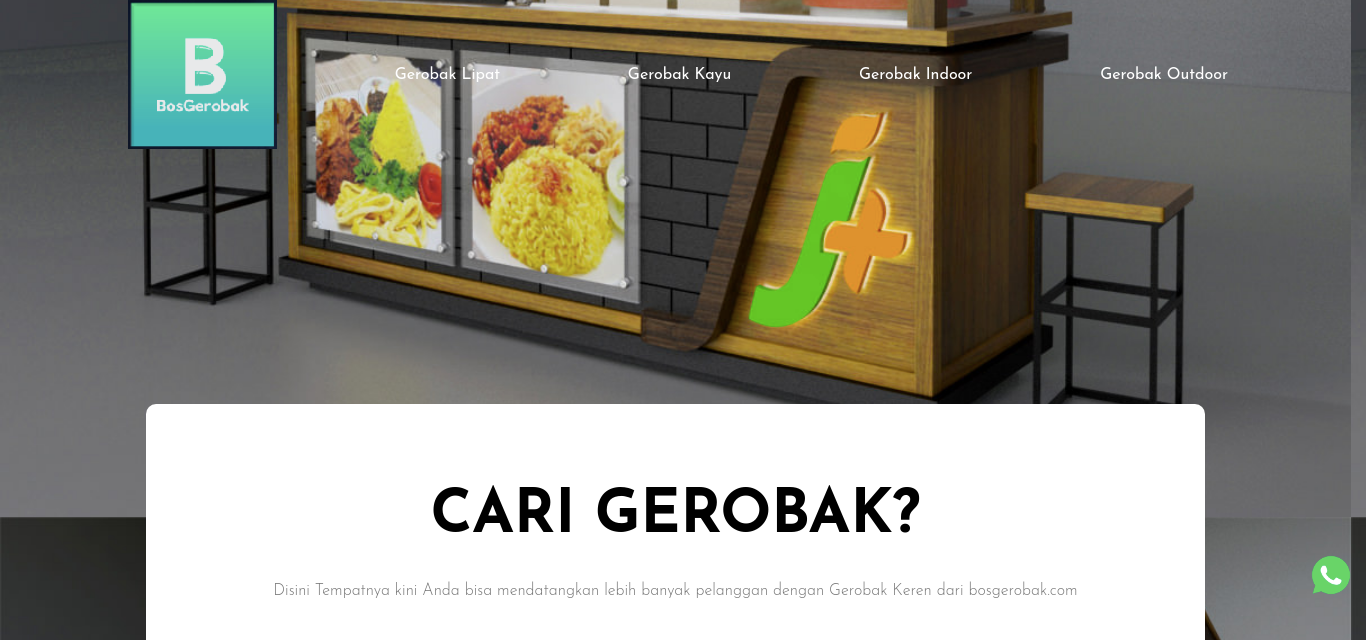 B
BosGerobak
Gerobak Lipat
Gerobak Kayu
Gerobak Indoor
Gerobak Outdoor
j+
CARI GEROBAK?
Disini Tempatnya kini Anda bisa mendatangkan lebih banyak pelanggan dengan Gerobak Keren dari bosgerobak.com